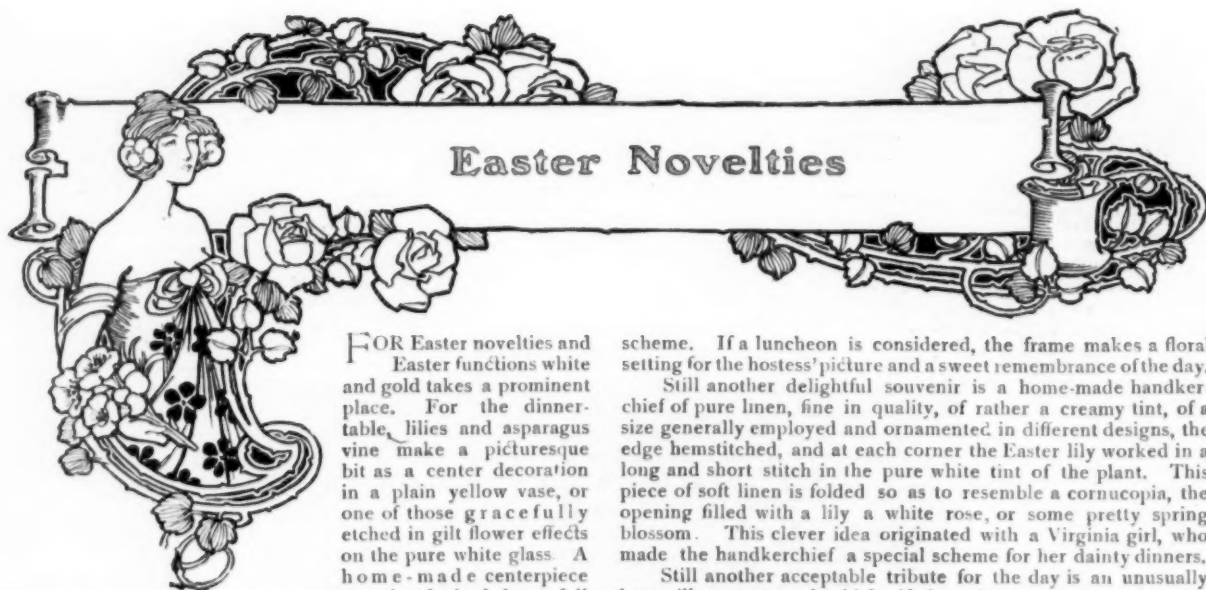 Easter Novelties
FOR Easter novelties and
Easter functions white
and gold takes a prominent
place. For the dinner-
table, lilies and asparagus
vine make a picturesque
bit as a center decoration
in a plain yellow vase, or
one of those gracefully
etched in gilt flower effects
on the pure white glass. A
home-made centerpiece
scheme. If a luncheon is considered, the frame makes a floral
setting for the hostess' picture and a sweet remembrance of the day.
Still another delightful souvenir is a home-made handker-
chief of pure linen, fine in quality, of rather a creamy tint, of a
size generally employed and ornamented in different designs, the
edge hemstitched, and at each corner the Easter lily worked in a
long and short stitch in the pure white tint of the plant. This
piece of soft linen is folded so as to resemble a cornucopia, the
opening filled with a lily a white rose, or some pretty spring
blossom. This clever idea originated with a Virginia girl, who
made the handkerchief a special scheme for her dainty dinners.
Still another acceptable tribute for the day is an unusually